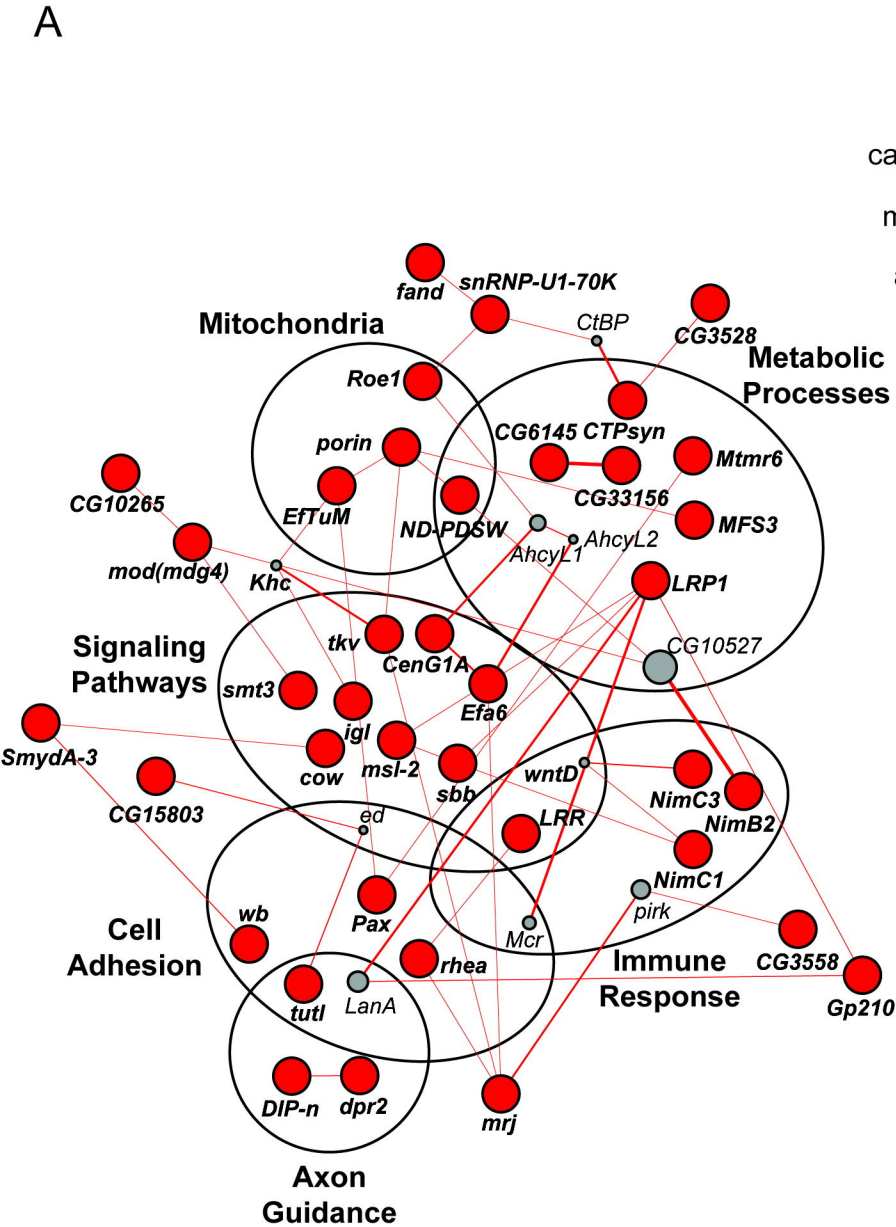 A
ca
m
a
fand
snRNP-U1-70K
CtBP
CG3528
Mitochondria
Metabolic
Processes
Roe1
porin
CG6145
CTPsyn
Mtmr6
CG33156
CG10265
EfTuM
ND-PDSW
MFS3
AhcyL1
AhcyL2
mod(mdg4)
Khc
LRP1
Signaling
Pathways
tkv
CenG1A
CG10527
smt3
igl
Efa6
SmydA-3
cow
msl-2
sbb
wntD
NimC3
NimB2
CG15803
ed
LRR
NimC1
pirk
wb
Pax
Mcr
CG3558
Cell
Adhesion
rhea
Immune
Response
Gp210
tutl
LanA
DIP-n
dpr2
mrj
Axon
Guidance